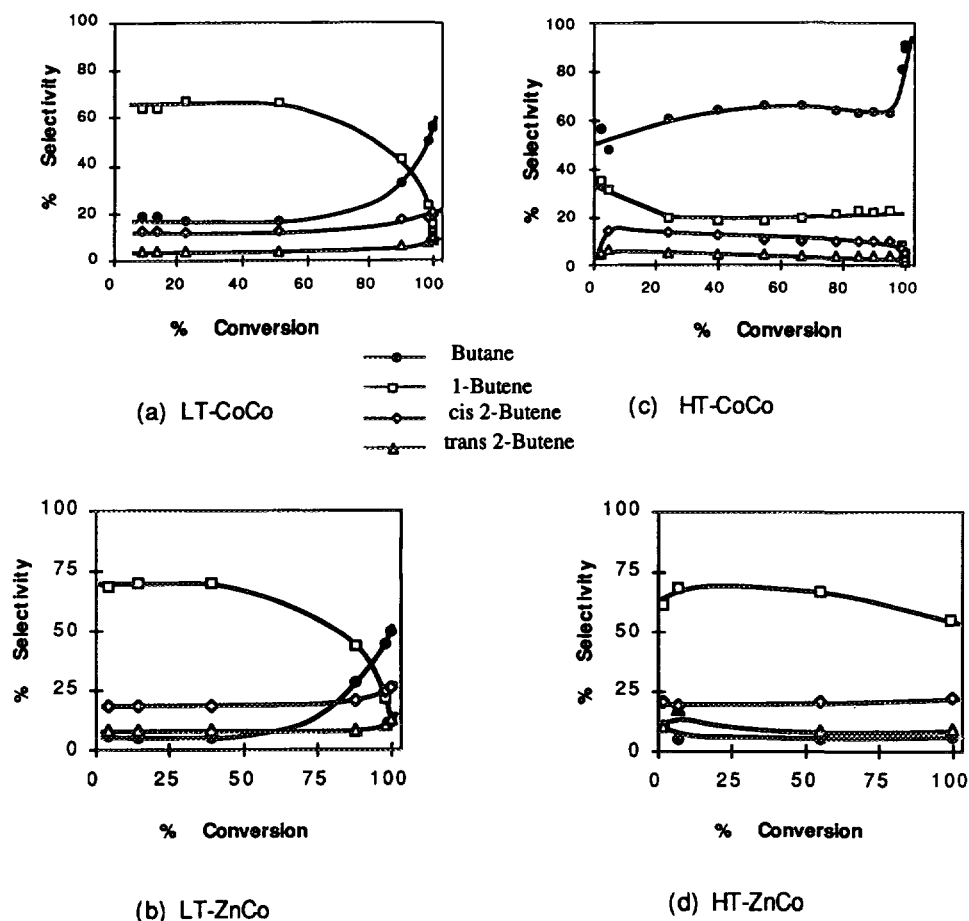 100
80
60
40
20
0
% Selectivity
0 20 40 60 80 100
% Conversion
(a) LT-CoCo
100
80
60
40
20
0
% Selectivity
0 20 40 60 80 100
% Conversion
(c) HT-CoCo
Butane
1-Butene
cis 2-Butene
trans 2-Butene
100
75
50
25
0
% Selectivity
0 25 50 75 100
% Conversion
(b) LT-ZnCo
100
75
50
25
0
% Selectivity
0 25 50 75 100
% Conversion
(d) HT-ZnCo